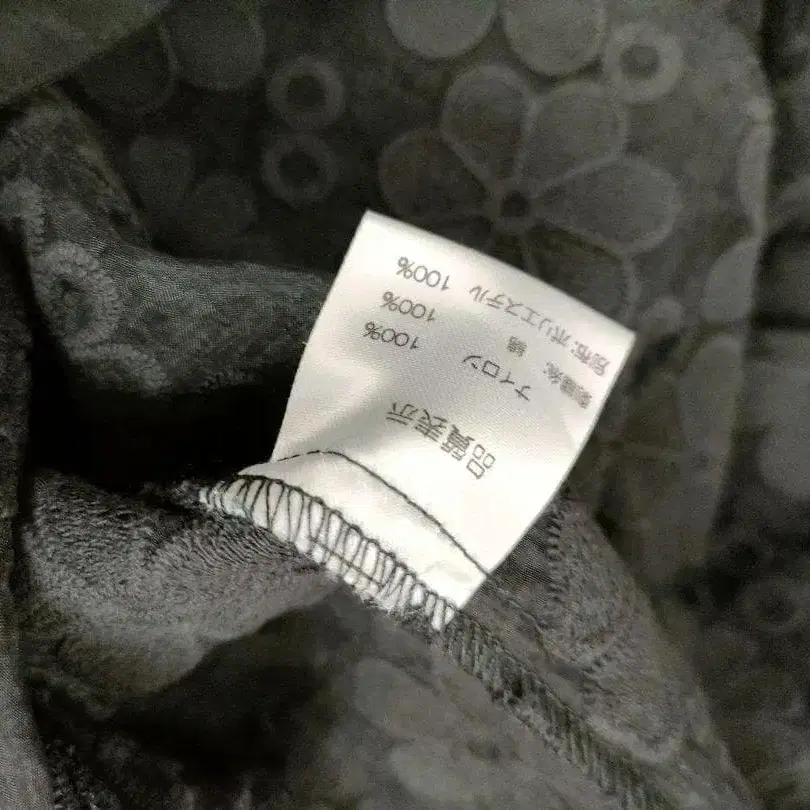 品質表示
ナイロン 100%
刺繍糸: 綿 100%
別布: ポリエステル 100%